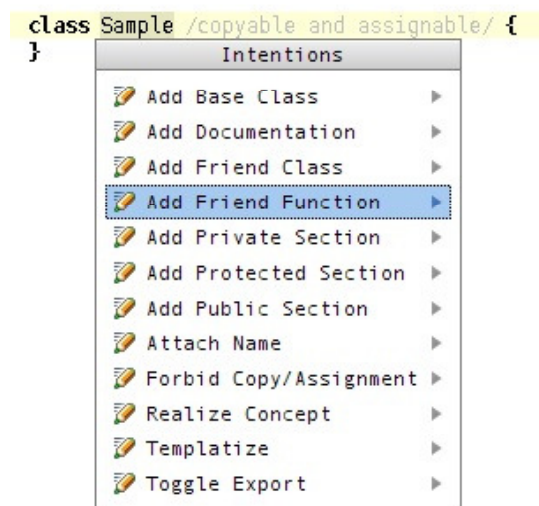 class Sample /copyable and assignable/ {
}
Intentions
Add Base Class
Add Documentation
Add Friend Class
Add Friend Function
Add Private Section
Add Protected Section
Add Public Section
Attach Name
Forbid Copy/Assignment
Realize Concept
Templatize
Toggle Export